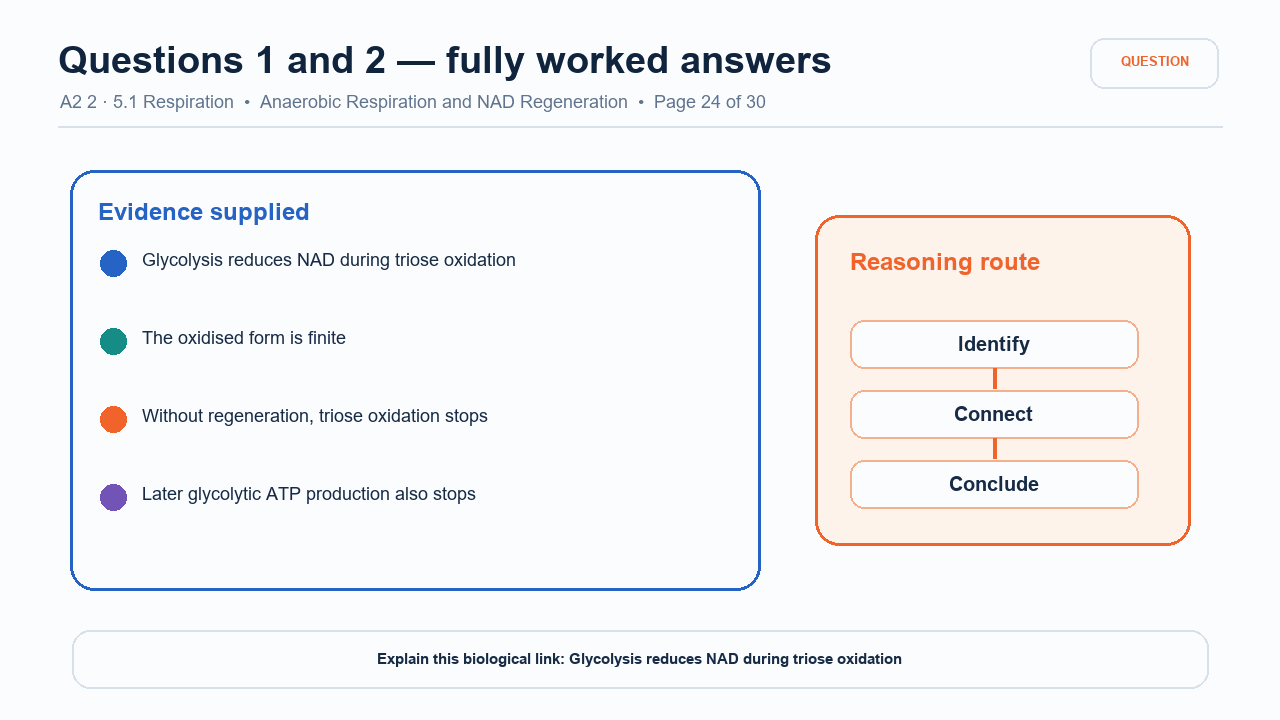 Questions 1 and 2 — fully worked answers
QUESTION
A2 2 · 5.1 Respiration • Anaerobic Respiration and NAD Regeneration • Page 24 of 30
Evidence supplied
Glycolysis reduces NAD during triose oxidation
The oxidised form is finite
Without regeneration, triose oxidation stops
Later glycolytic ATP production also stops
Reasoning route
Identify
Connect
Conclude
Explain this biological link: Glycolysis reduces NAD during triose oxidation